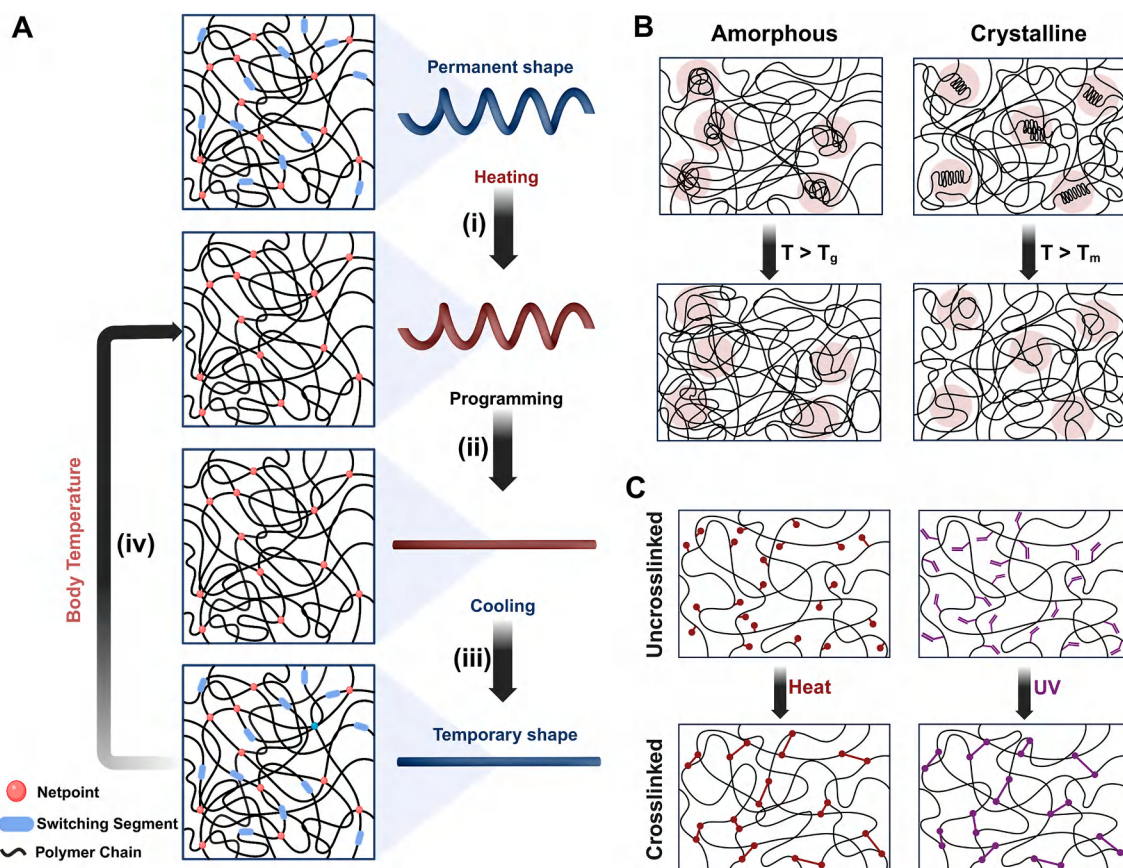 A
Permanent shape
Heating
(i)
Programming
(ii)
Cooling
(iii)
Temporary shape
Body Temperature
(iv)
Netpoint
Switching Segment
Polymer Chain
B
Amorphous
Crystalline
T > Tg
T > Tm
C
Uncrosslinked
Heat
UV
Crosslinked